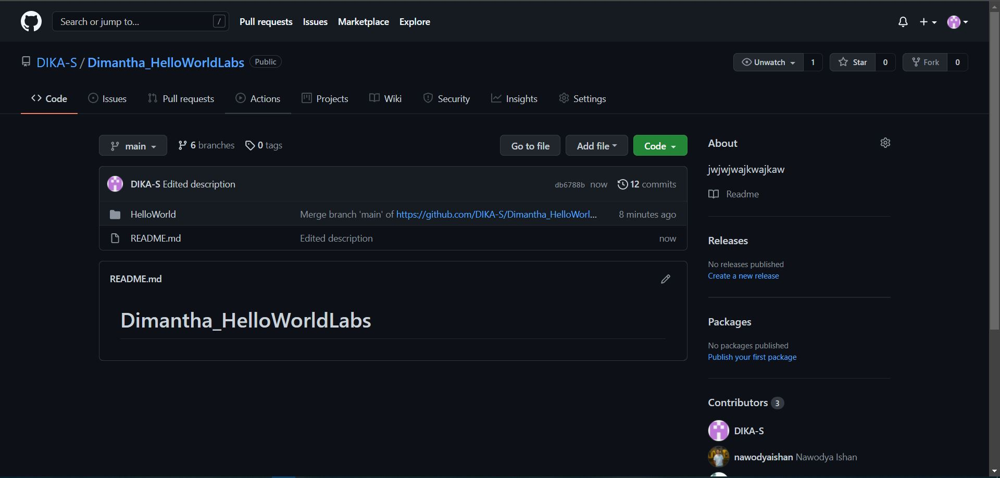 Search or jump to... /
Pull requests Issues Marketplace Explore
DIKA-S / Dimantha_HelloWorldLabs Public
Unwatch 1 Star 0 Fork 0
Code Issues Pull requests Actions Projects Wiki Security Insights Settings
main 6 branches 0 tags
Go to file Add file Code
DIKA-S Edited description db6788b now 12 commits
HelloWorld Merge branch 'main' of https://github.com/DIKA-S/Dimantha_HelloWorl... 8 minutes ago
README.md Edited description now
README.md
Dimantha_HelloWorldLabs
About
jwjwjwajkwajkaw
Readme
Releases
No releases published
Create a new release
Packages
No packages published
Publish your first package
Contributors 3
DIKA-S
nawodyaishan Nawodya Ishan